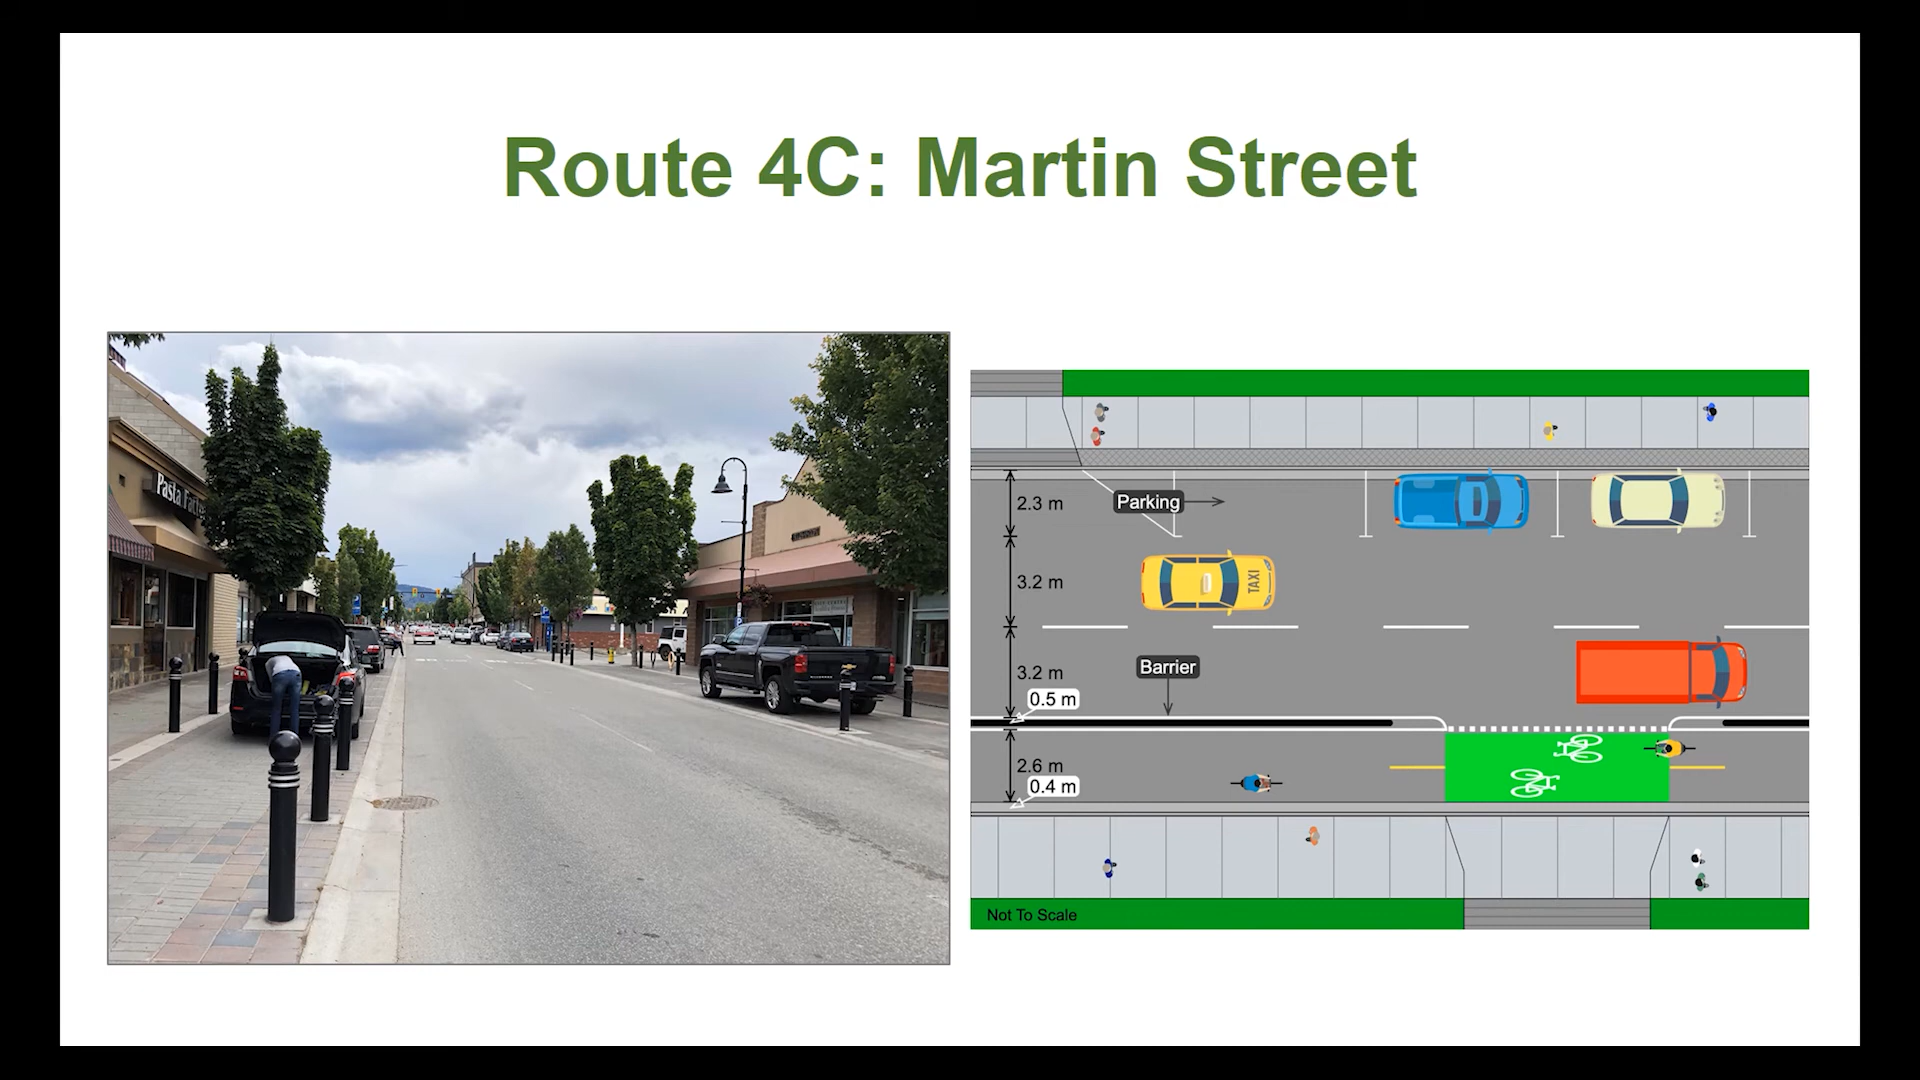 Route 4C: Martin Street
Pasta Fact
2.3 m
Parking
3.2 m
TAXI
3.2 m
Barrier
0.5 m
2.6 m
0.4 m
Not To Scale